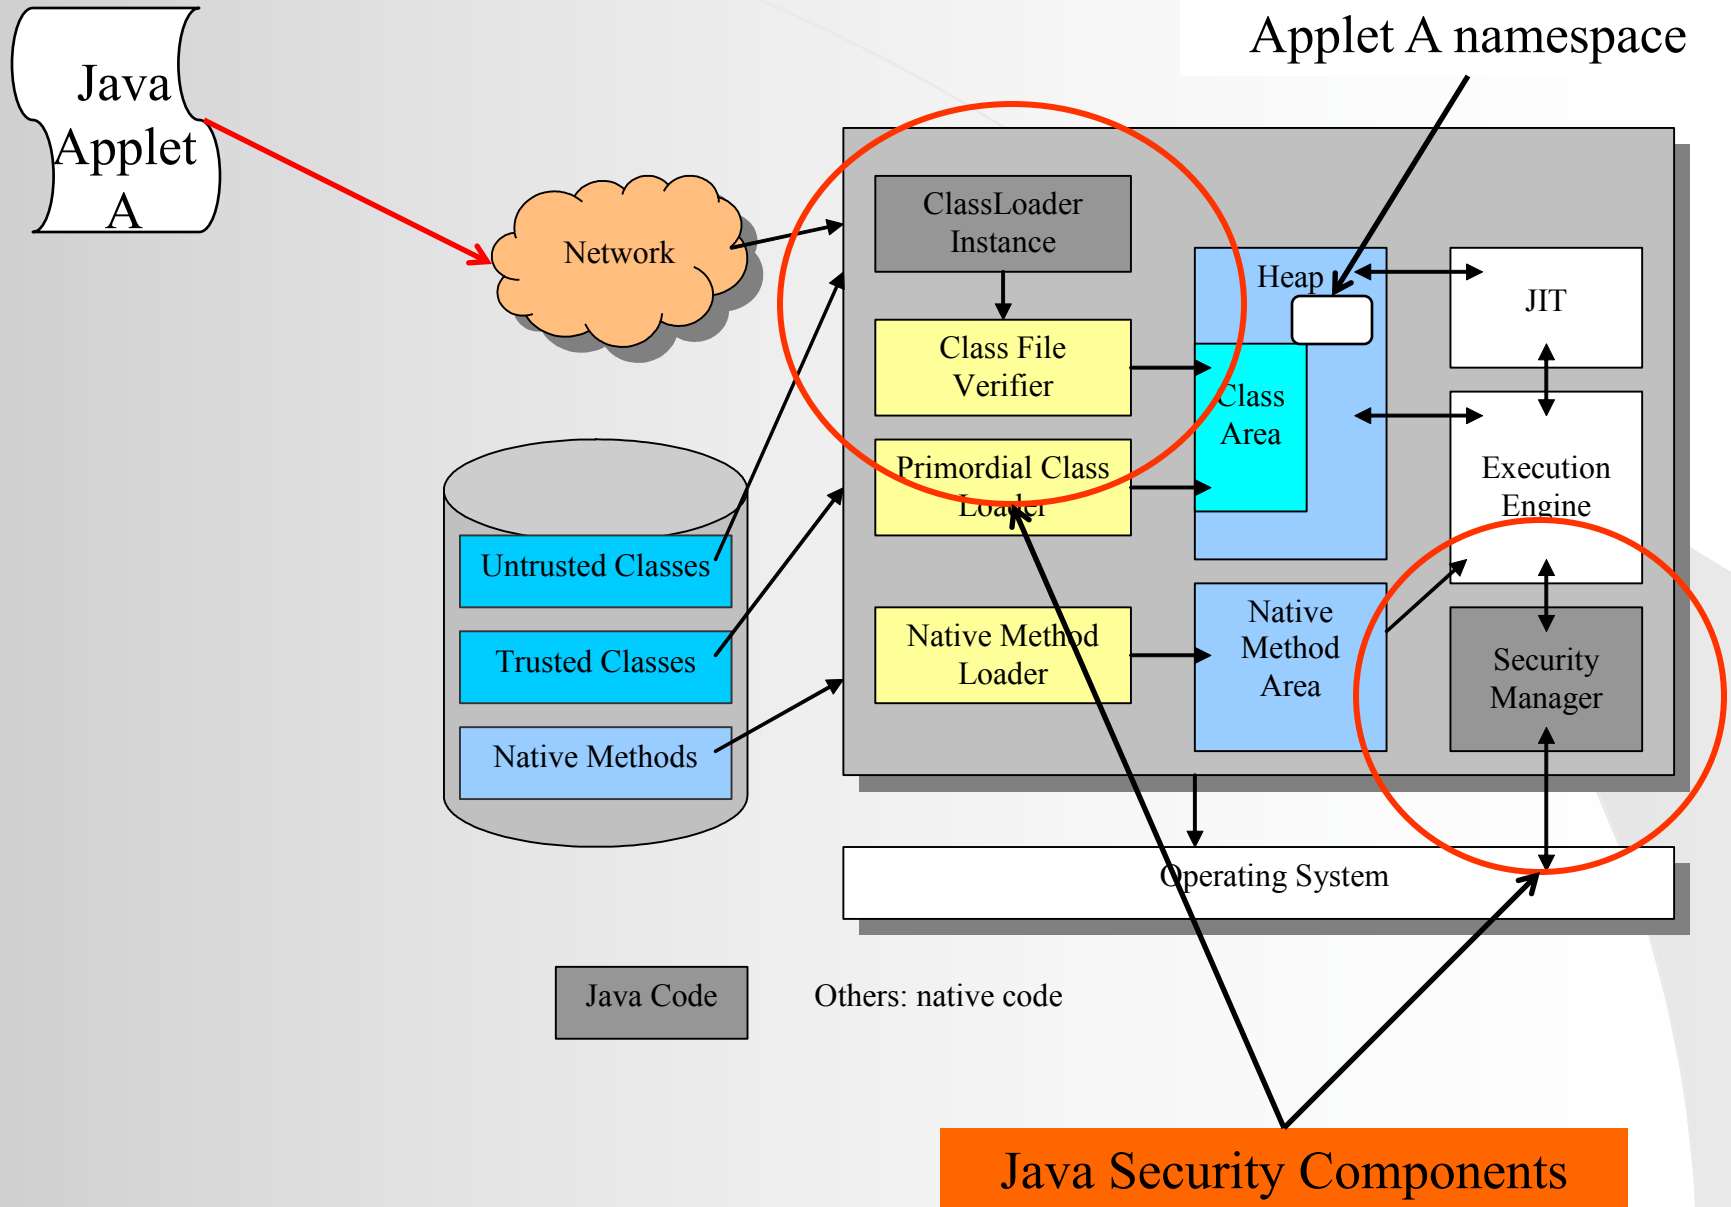 Java
Applet
A
Applet A namespace
Network
ClassLoader
Instance
Class File
Verifier
Primordial Class
Loader
Native Method
Loader
Heap
Class
Area
Native
Method
Area
JIT
Execution
Engine
Security
Manager
Untrusted Classes
Trusted Classes
Native Methods
Operating System
Java Code
Others: native code
Java Security Components